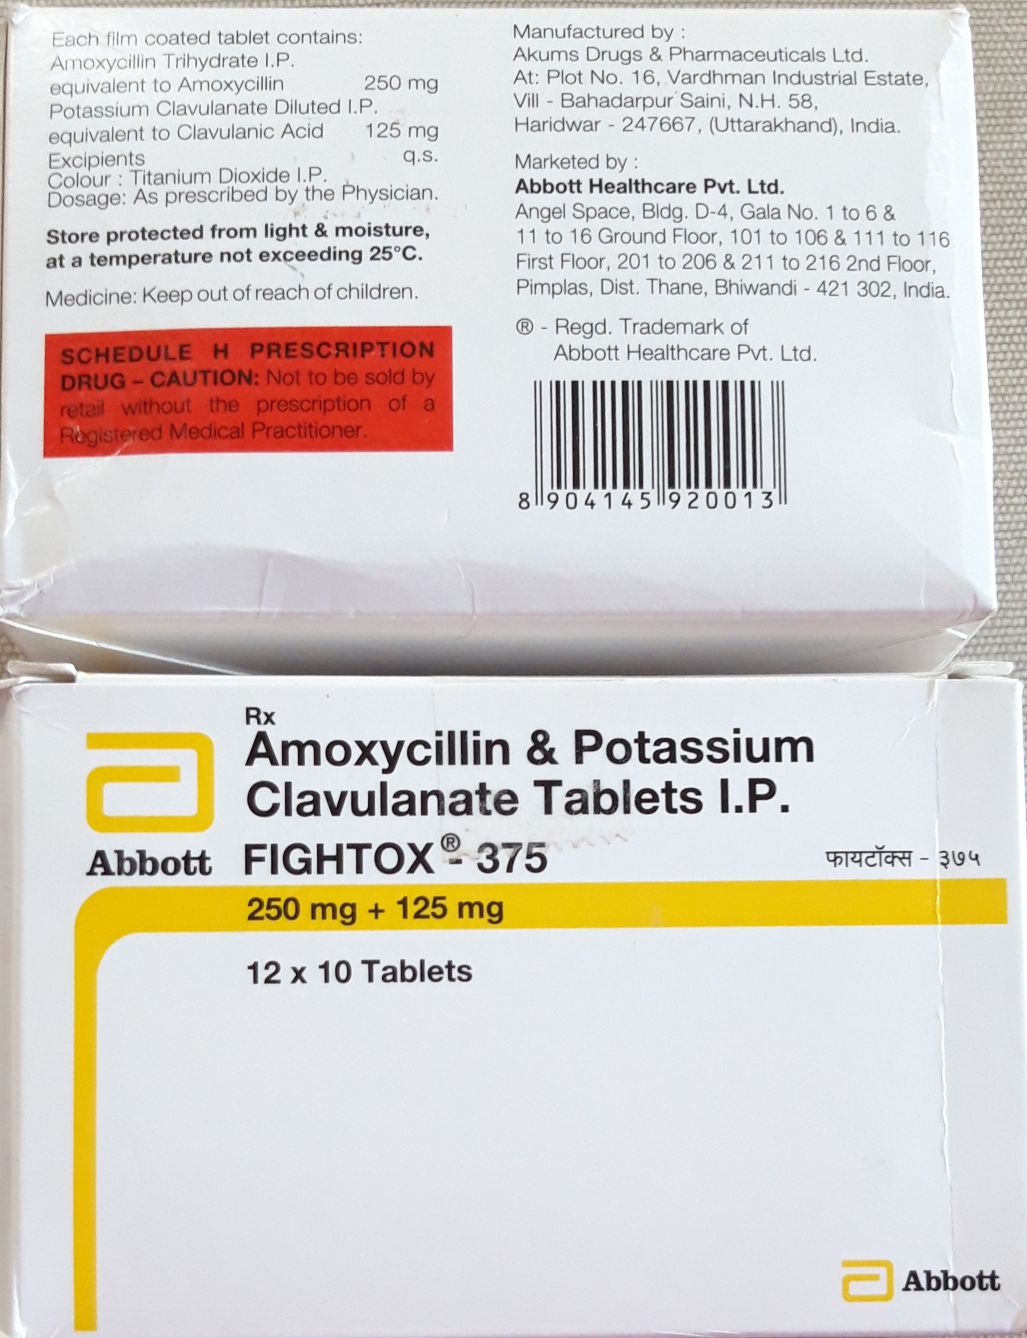 Each film coated tablet contains:
Amoxycillin Trihydrate I.P.
equivalent to Amoxycillin 250 mg
Potassium Clavulanate Diluted I.P.
equivalent to Clavulanic Acid 125 mg
Excipients q.s.
Colour : Titanium Dioxide I.P.
Dosage: As prescribed by the Physician.
Store protected from light & moisture,
at a temperature not exceeding 25°C.
Medicine: Keep out of reach of children.
SCHEDULE H PRESCRIPTION
DRUG – CAUTION: Not to be sold by
retail without the prescription of a
Registered Medical Practitioner.
Manufactured by :
Akums Drugs & Pharmaceuticals Ltd.
At: Plot No. 16, Vardhman Industrial Estate,
Vill - Bahadarpur Saini, N.H. 58,
Haridwar - 247667, (Uttarakhand), India.
Marketed by :
Abbott Healthcare Pvt. Ltd.
Angel Space, Bldg. D-4, Gala No. 1 to 6 &
11 to 16 Ground Floor, 101 to 106 & 111 to 116
First Floor, 201 to 206 & 211 to 216 2nd Floor,
Pimplas, Dist. Thane, Bhiwandi - 421 302, India.
® - Regd. Trademark of
Abbott Healthcare Pvt. Ltd.
8 904145 920013
Rx
Amoxycillin & Potassium
Clavulanate Tablets I.P.
Abbott FIGHTOX®- 375 फायटॉक्स - ३७५
250 mg + 125 mg
12 x 10 Tablets
Abbott